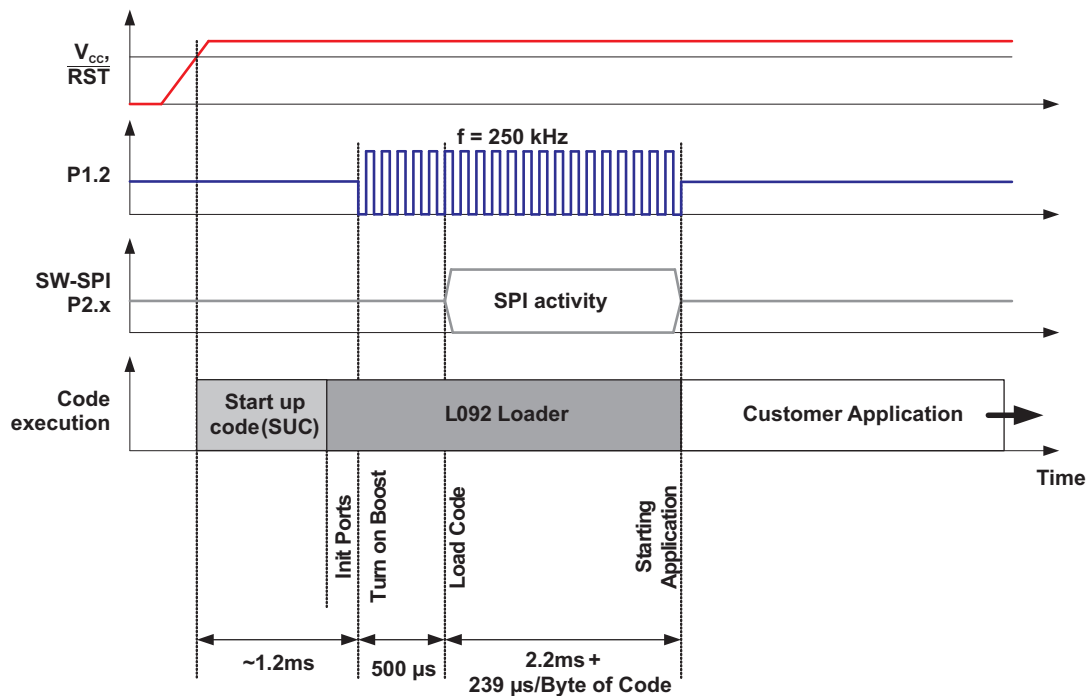 Vcc,
RST
f = 250 kHz
P1.2
SW-SPI
P2.x
SPI activity
Code
execution
Start up
code(SUC)
L092 Loader
Customer Application
Time
Init Ports
Turn on Boost
Load Code
Starting
Application
~1.2ms
500 µs
2.2ms +
239 µs/Byte of Code